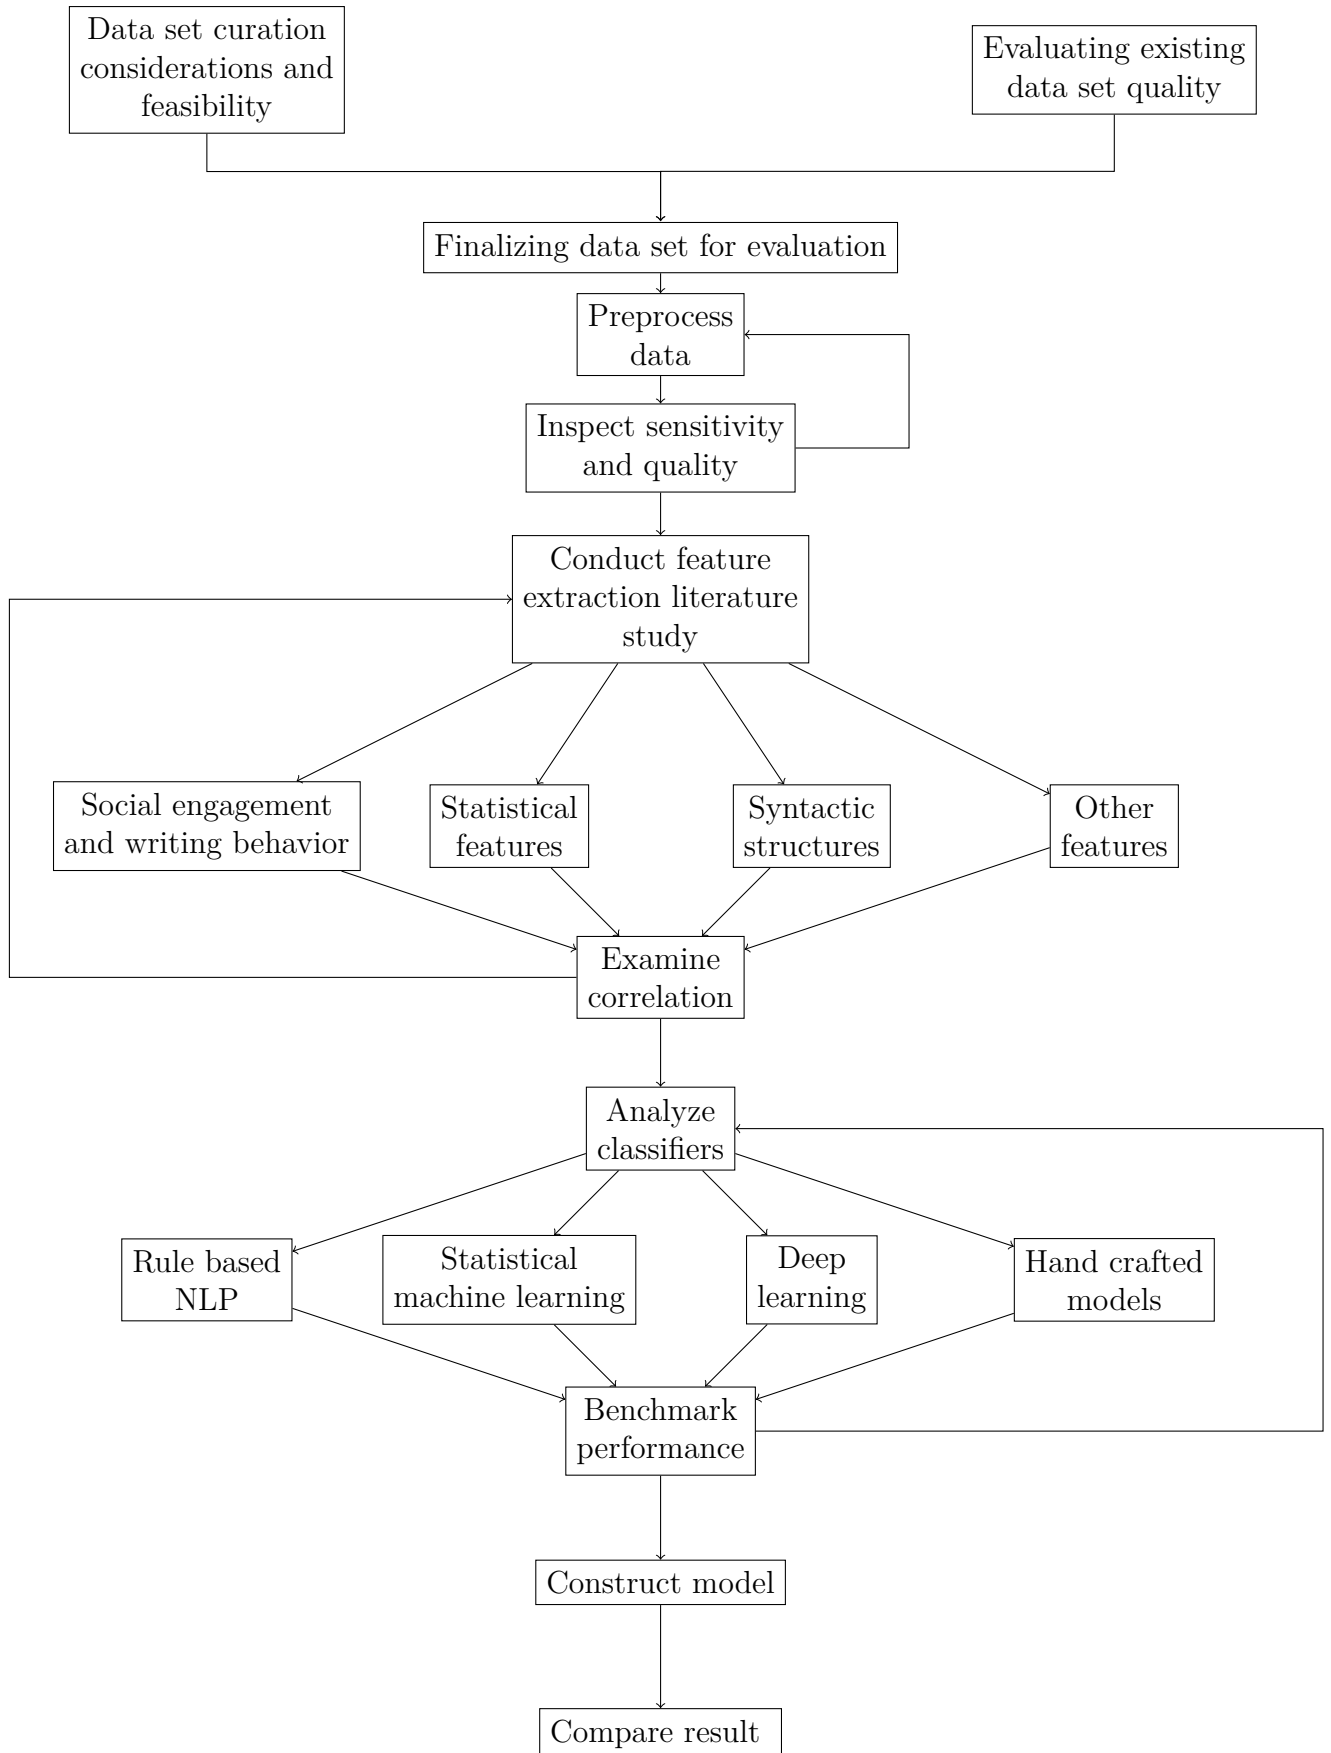 Data set curation
considerations and
feasibility
Evaluating existing
data set quality
Finalizing data set for evaluation
Preprocess
data
Inspect sensitivity
and quality
Conduct feature
extraction literature
study
Social engagement
and writing behavior
Statistical
features
Syntactic
structures
Other
features
Examine
correlation
Analyze
classifiers
Rule based
NLP
Statistical
machine learning
Deep
learning
Hand crafted
models
Benchmark
performance
Construct model
Compare result